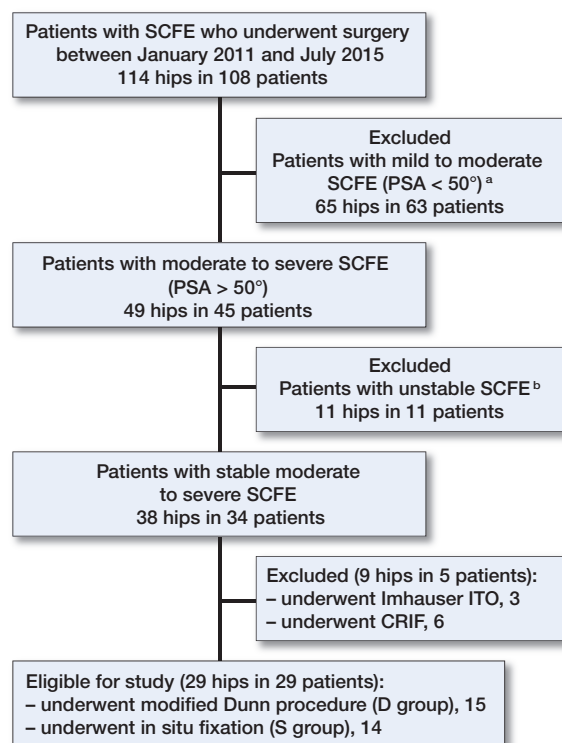 Patients with SCFE who underwent surgery
between January 2011 and July 2015
114 hips in 108 patients
Excluded
Patients with mild to moderate
SCFE (PSA < 50°) a
65 hips in 63 patients
Patients with moderate to severe SCFE
(PSA > 50°)
49 hips in 45 patients
Excluded
Patients with unstable SCFE b
11 hips in 11 patients
Patients with stable moderate
to severe SCFE
38 hips in 34 patients
Excluded (9 hips in 5 patients):
– underwent Imhauser ITO, 3
– underwent CRIF, 6
Eligible for study (29 hips in 29 patients):
– underwent modified Dunn procedure (D group), 15
– underwent in situ fixation (S group), 14